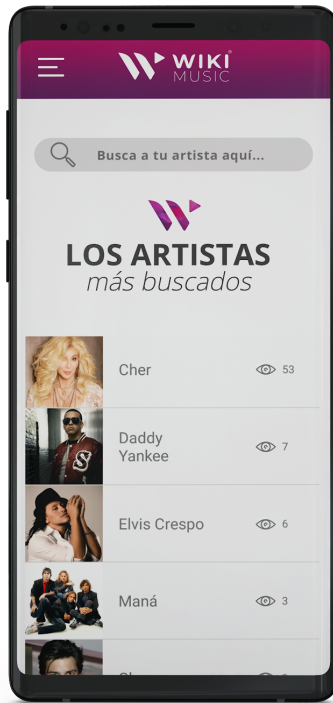 WIKI®
MUSIC
Busca a tu artista aquí...
LOS ARTISTAS
más buscados
Cher
53
Daddy
Yankee
7
Elvis Crespo
6
Maná
3